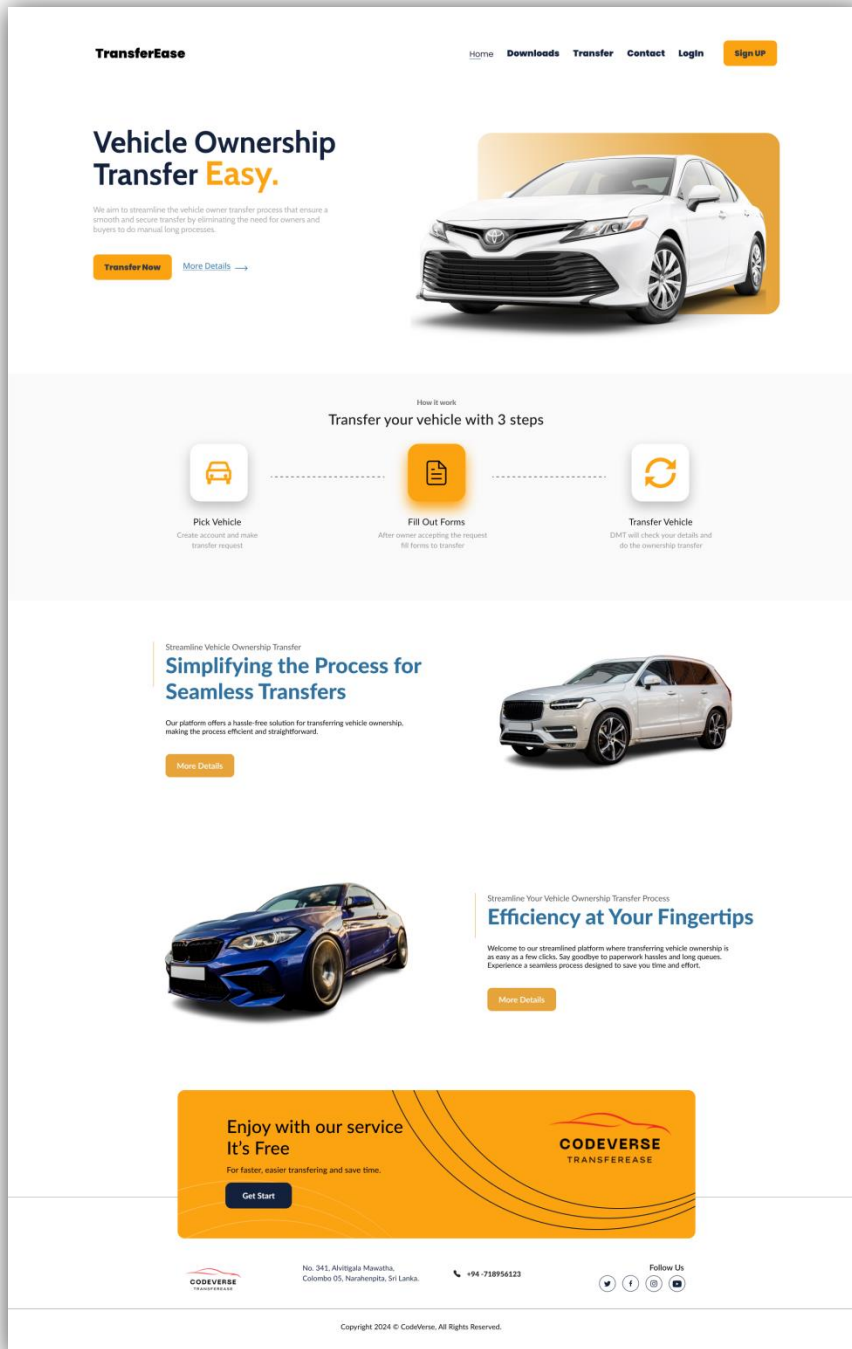 TransferEase
Home Downloads Transfer Contact LogIn Sign UP
Vehicle Ownership
Transfer Easy.
We aim to streamline the vehicle owner transfer process that ensure a
smooth and secure transfer by eliminating the need for owners and
buyers to do manual long processes.
Transfer Now More Details
How it work
Transfer your vehicle with 3 steps
Pick Vehicle
Create account and make
transfer request
Fill Out Forms
After owner accepting the request
fill forms to transfer
Transfer Vehicle
DMT will check your details and
do the ownership transfer
Streamline Vehicle Ownership Transfer
Simplifying the Process for
Seamless Transfers
Our platform offers a hassle-free solution for transferring vehicle ownership,
making the process efficient and straightforward.
More Details
Streamline Your Vehicle Ownership Transfer Process
Efficiency at Your Fingertips
Welcome to our streamlined platform where transferring vehicle ownership is
as easy as a few clicks. Say goodbye to paperwork hassles and long queues.
Experience a seamless process designed to save you time and effort.
More Details
Enjoy with our service
It's Free
For faster, easier transfering and save time.
Get Start
CODEVERSE
TRANSFEREASE
CODEVERSE
TRANSFEREASE
No. 341, Alvitigala Mawatha,
Colombo 05, Narahenpita, Sri Lanka.
+94 -718956123
Follow Us
Copyright 2024 © CodeVerse, All Rights Reserved.